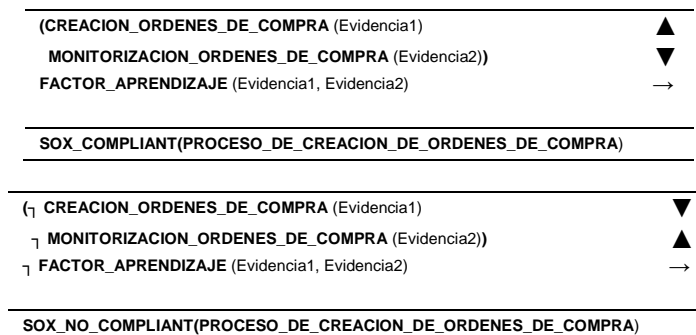 (CREACION_ORDENES_DE_COMPRA (Evidencia1) ▲
MONITORIZACION_ORDENES_DE_COMPRA (Evidencia2)) ▼
FACTOR_APRENDIZAJE (Evidencia1, Evidencia2) →
SOX_COMPLIANT(PROCESO_DE_CREACION_DE_ORDENES_DE_COMPRA)
(┐ CREACION_ORDENES_DE_COMPRA (Evidencia1) ▼
┐ MONITORIZACION_ORDENES_DE_COMPRA (Evidencia2)) ▲
┐ FACTOR_APRENDIZAJE (Evidencia1, Evidencia2) →
SOX_NO_COMPLIANT(PROCESO_DE_CREACION_DE_ORDENES_DE_COMPRA)